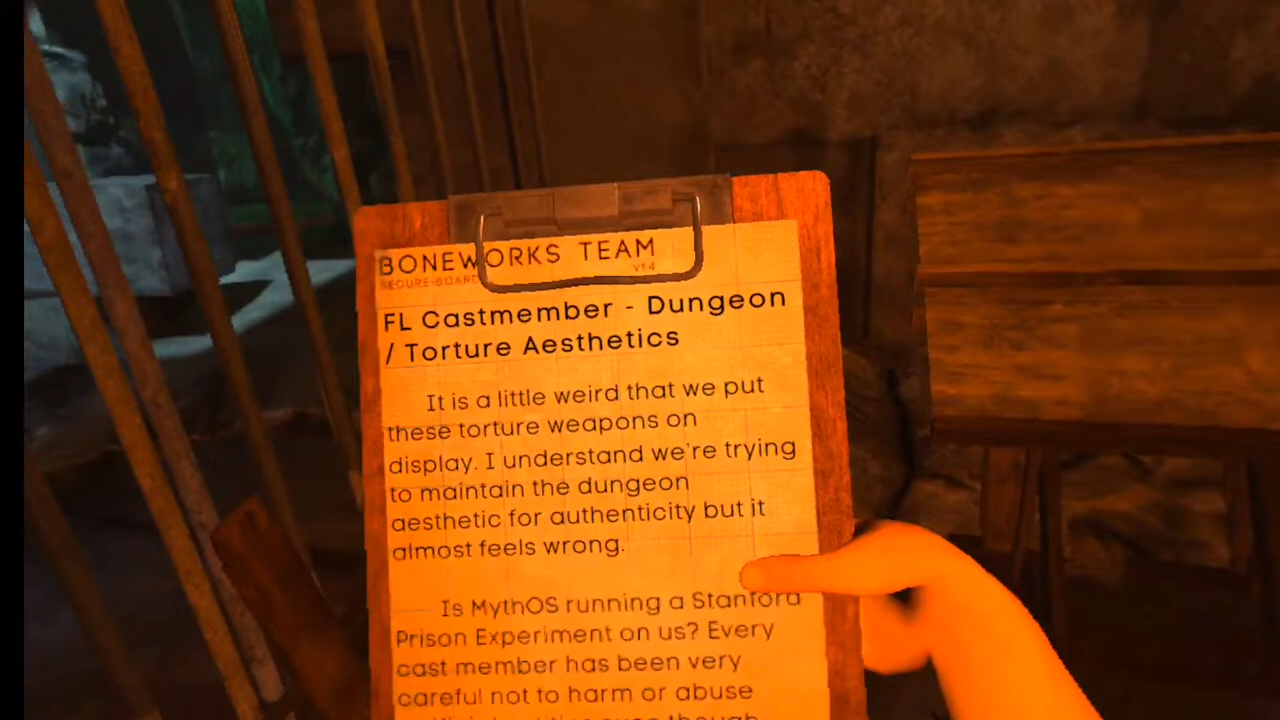 BONEWORKS TEAM
v1.4
SECURE-BOARD
FL Castmember - Dungeon
/ Torture Aesthetics
It is a little weird that we put
these torture weapons on
display. I understand we're trying
to maintain the dungeon
aesthetic for authenticity but it
almost feels wrong.
Is MythOS running a Stanford
Prison Experiment on us? Every
cast member has been very
careful not to harm or abuse